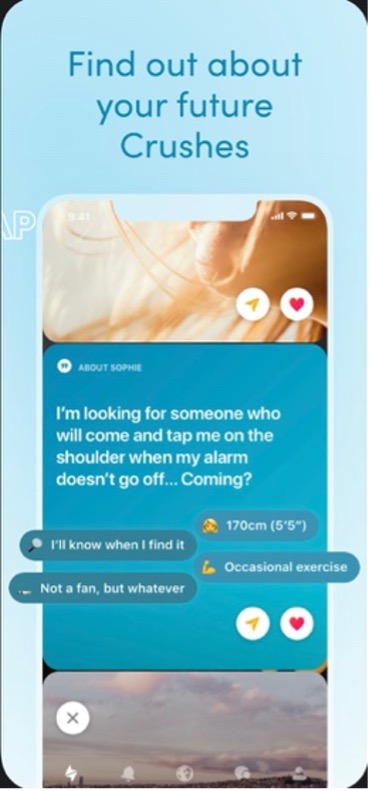 Find out about
your future
Crushes
AP
9:41
ABOUT SOPHIE
I'm looking for someone who
will come and tap me on the
shoulder when my alarm
doesn't go off... Coming?
170cm (5'5")
I'll know when I find it
Occasional exercise
Not a fan, but whatever